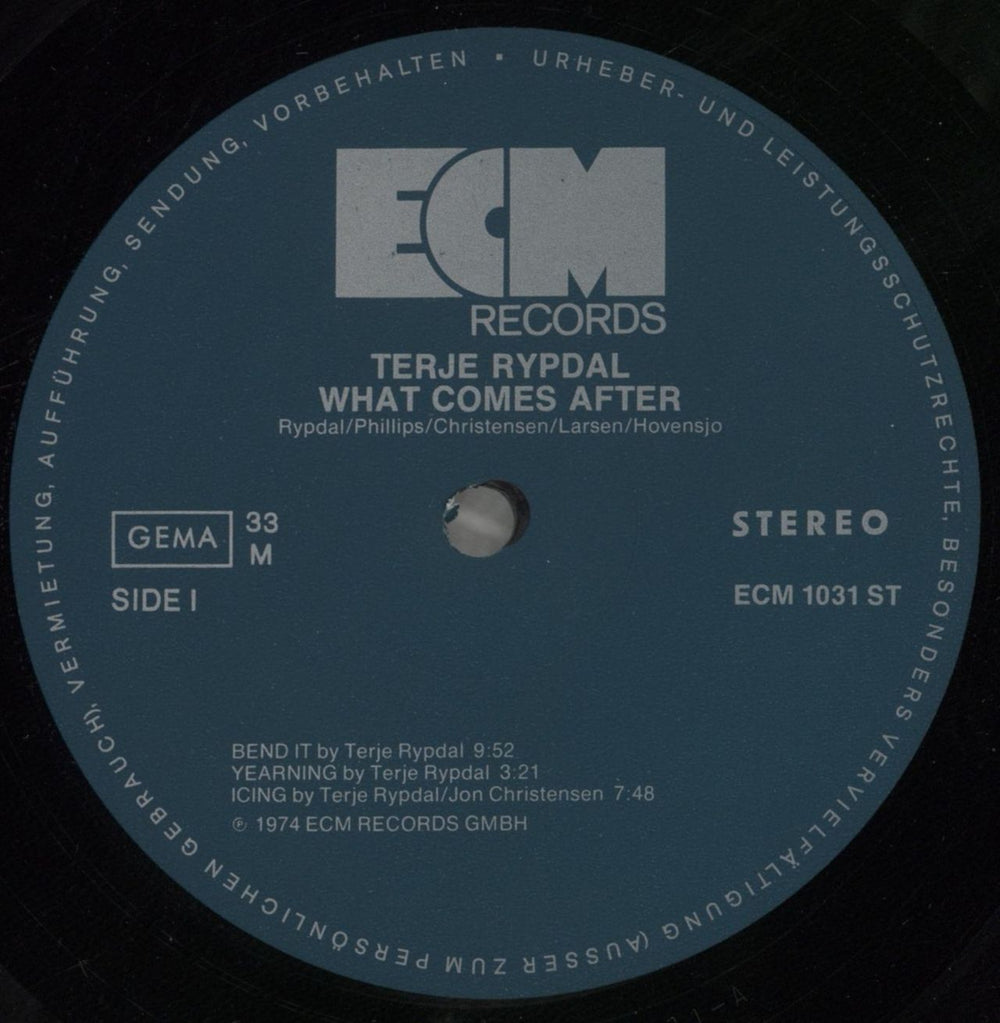 URHEBER- UND LEISTUNGSSCHUTZRECHTE, BESONDERS VERVIELFÄLTIGUNG (AUSSER ZUM PERSÖNLICHEN GEBRAUCH), VERMIETUNG, AUFFÜHRUNG, SENDUNG, VORBEHALTEN ▪
ECM
RECORDS
TERJE RYPDAL
WHAT COMES AFTER
Rypdal/Phillips/Christensen/Larsen/Hovensjo
GEMA 33
M
STEREO
SIDE I
ECM 1031 ST
BEND IT by Terje Rypdal 9:52
YEARNING by Terje Rypdal 3:21
ICING by Terje Rypdal/Jon Christensen 7:48
℗ 1974 ECM RECORDS GMBH